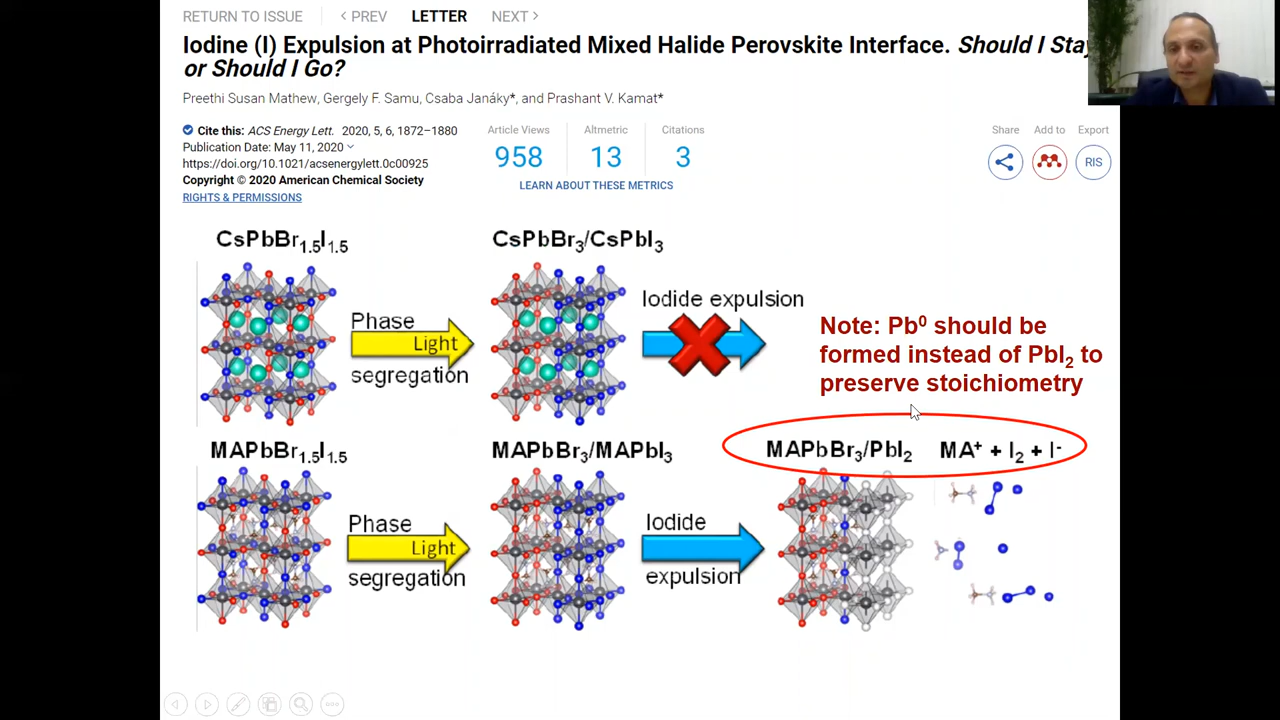 RETURN TO ISSUE < PREV LETTER NEXT >
Iodine (I) Expulsion at Photoirradiated Mixed Halide Perovskite Interface. Should I Stay
or Should I Go?
Preethi Susan Mathew, Gergely F. Samu, Csaba Janáky*, and Prashant V. Kamat*
Cite this: ACS Energy Lett. 2020, 5, 6, 1872–1880
Publication Date: May 11, 2020
https://doi.org/10.1021/acsenergylett.0c00925
Copyright © 2020 American Chemical Society
RIGHTS & PERMISSIONS
Article Views
958
Altmetric
13
Citations
3
LEARN ABOUT THESE METRICS
Share
Add to
Export
RIS
CsPbBr1.5I1.5
CsPbBr3/CsPbI3
Phase
Light
segregation
Iodide expulsion
Note: Pb⁰ should be
formed instead of PbI2 to
preserve stoichiometry
MAPbBr1.5I1.5
MAPbBr3/MAPbI3
MAPbBr3/PbI2 MA⁺ + I2 + I⁻
Phase
Light
segregation
Iodide
expulsion